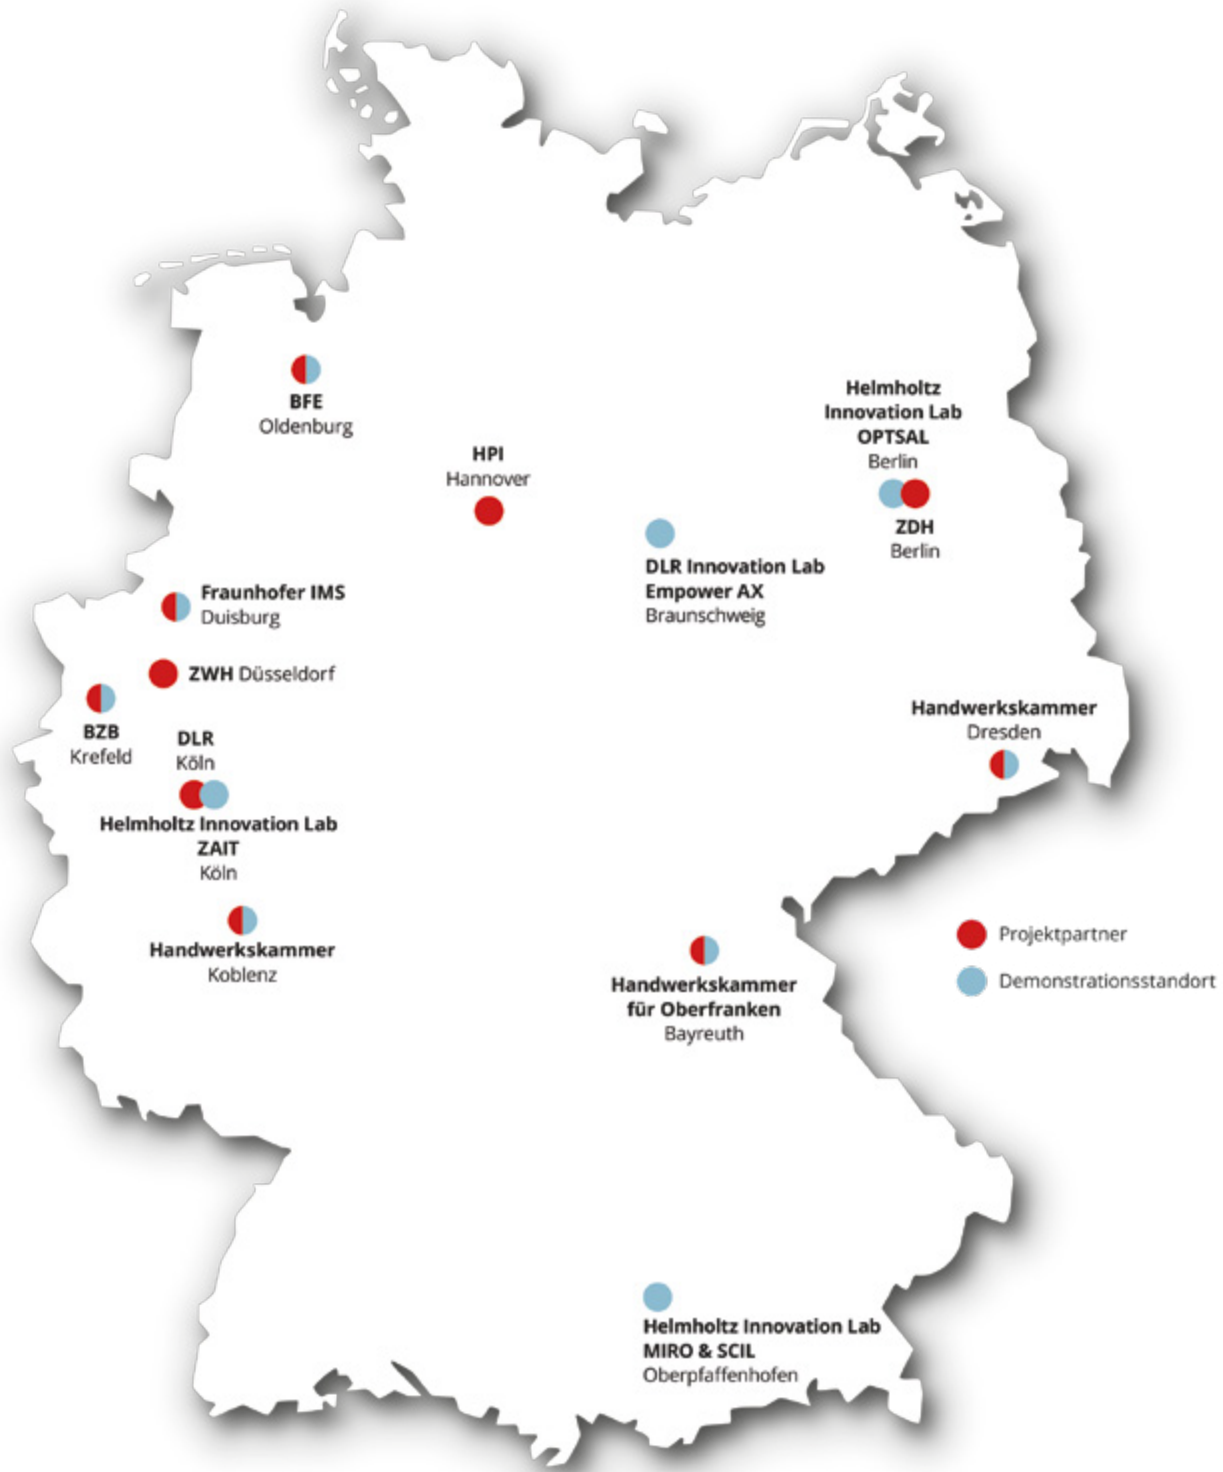 BFE
Oldenburg
HPI
Hannover
Helmholtz
Innovation Lab
OPTSAL
Berlin
ZDH
Berlin
DLR Innovation Lab
Empower AX
Braunschweig
Fraunhofer IMS
Duisburg
ZWH Düsseldorf
BZB
Krefeld
DLR
Köln
Helmholtz Innovation Lab
ZAIT
Köln
Handwerkskammer
Dresden
Handwerkskammer
Koblenz
Handwerkskammer
für Oberfranken
Bayreuth
Projektpartner
Demonstrationsstandort
Helmholtz Innovation Lab
MIRO & SCIL
Oberpfaffenhofen